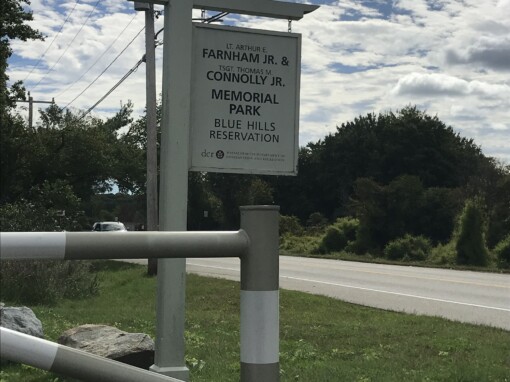 LT. ARTHUR E.
FARNHAM JR. &
TSGT. THOMAS M.
CONNOLLY JR.
MEMORIAL
PARK
BLUE HILLS
RESERVATION
dcr